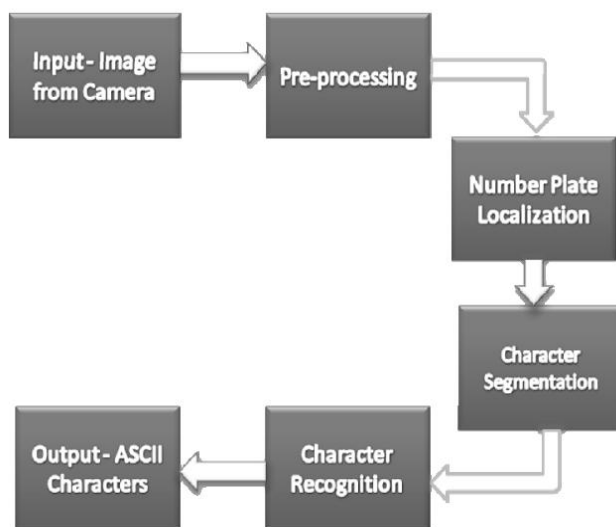 Input - Image
from Camera
Pre-processing
Number Plate
Localization
Character
Segmentation
Character
Recognition
Output - ASCII
Characters